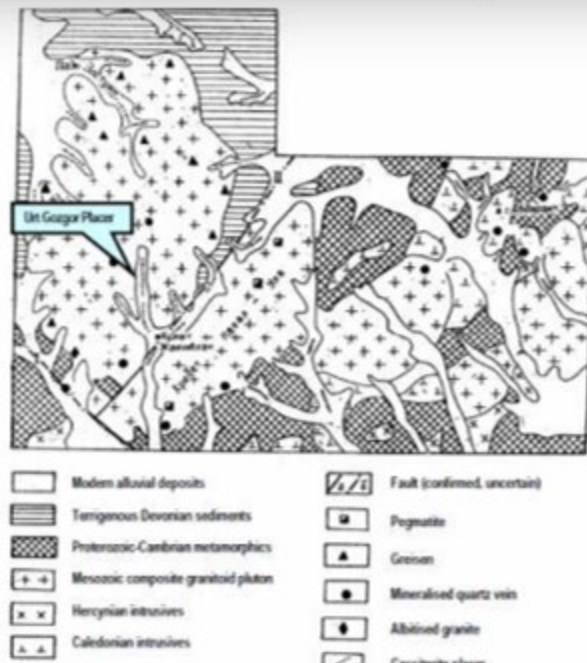 Urt Gozgor Placer
Modern alluvial deposits
Terrigenous Devonian sediments
Proterozoic-Cambrian metamorphics
Mesozoic composite granitoid pluton
Hercynian intrusives
Caledonian intrusives
Fault (confirmed, uncertain)
Pegmatite
Greisen
Mineralised quartz vein
Albitised granite